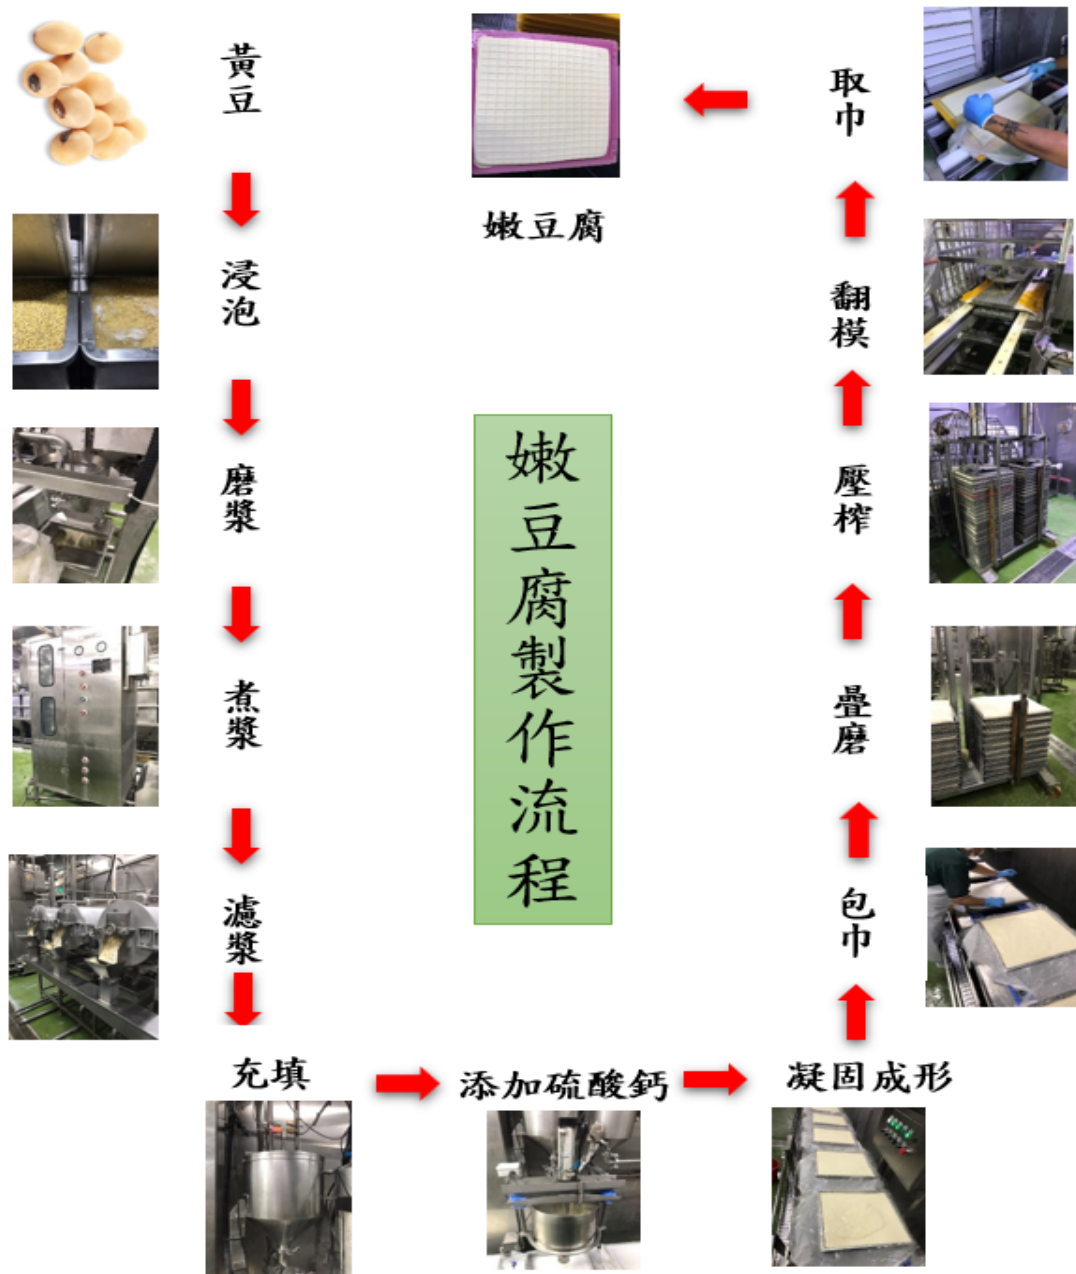 黃豆
浸泡
磨漿
煮漿
濾漿
充填
添加硫酸鈣
凝固成形
包巾
疊磨
壓榨
翻模
取巾
嫩豆腐
嫩豆腐製作流程